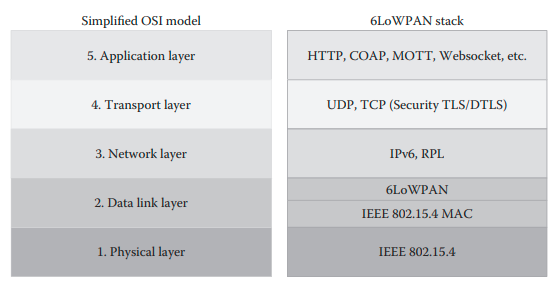 Simplified OSI model
6LoWPAN stack
5. Application layer
HTTP, COAP, MOTT, Websocket, etc.
4. Transport layer
UDP, TCP (Security TLS/DTLS)
3. Network layer
IPv6, RPL
2. Data link layer
6LoWPAN
IEEE 802.15.4 MAC
1. Physical layer
IEEE 802.15.4